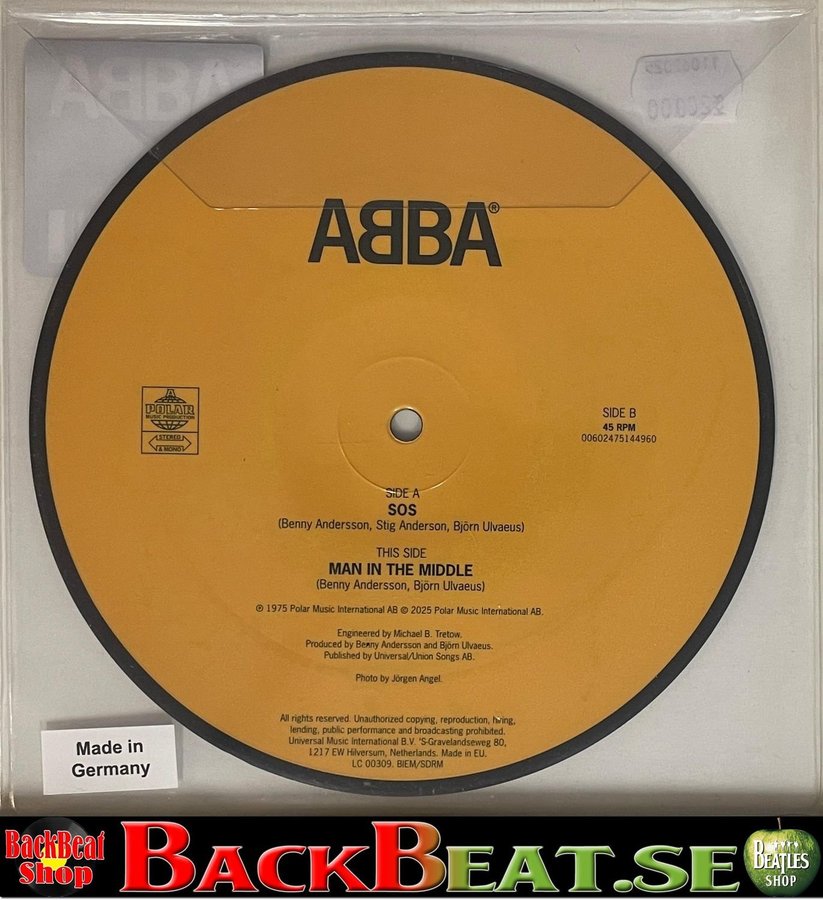 ABBA
ABBA®
A
POLAR
MUSIC PRODUCTION
STEREO
& MONO
SIDE B
45 RPM
00602475144960
SIDE A
SOS
(Benny Andersson, Stig Anderson, Björn Ulvaeus)
THIS SIDE
MAN IN THE MIDDLE
(Benny Andersson, Björn Ulvaeus)
℗ 1975 Polar Music International AB © 2025 Polar Music International AB.
Engineered by Michael B. Tretow.
Produced by Benny Andersson and Björn Ulvaeus.
Published by Universal/Union Songs AB.
Photo by Jörgen Angel.
All rights reserved. Unauthorized copying, reproduction, hiring,
lending, public performance and broadcasting prohibited.
Universal Music International B.V. 'S-Gravelandseweg 80,
1217 EW Hilversum, Netherlands. Made in EU.
LC 00309. BIEM/SDRM
Made in
Germany
BackBeat
Shop
BACKBEAT.SE
BEATLES
SHOP